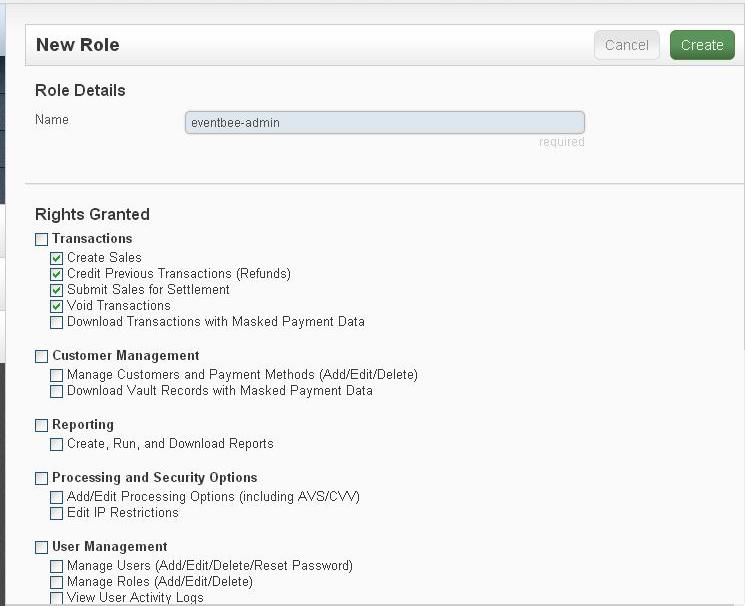 New Role
Cancel
Create
Role Details
Name
eventbee-admin
required
Rights Granted
Transactions
Create Sales
Credit Previous Transactions (Refunds)
Submit Sales for Settlement
Void Transactions
Download Transactions with Masked Payment Data
Customer Management
Manage Customers and Payment Methods (Add/Edit/Delete)
Download Vault Records with Masked Payment Data
Reporting
Create, Run, and Download Reports
Processing and Security Options
Add/Edit Processing Options (including AVS/CVV)
Edit IP Restrictions
User Management
Manage Users (Add/Edit/Delete/Reset Password)
Manage Roles (Add/Edit/Delete)
View User Activity Logs